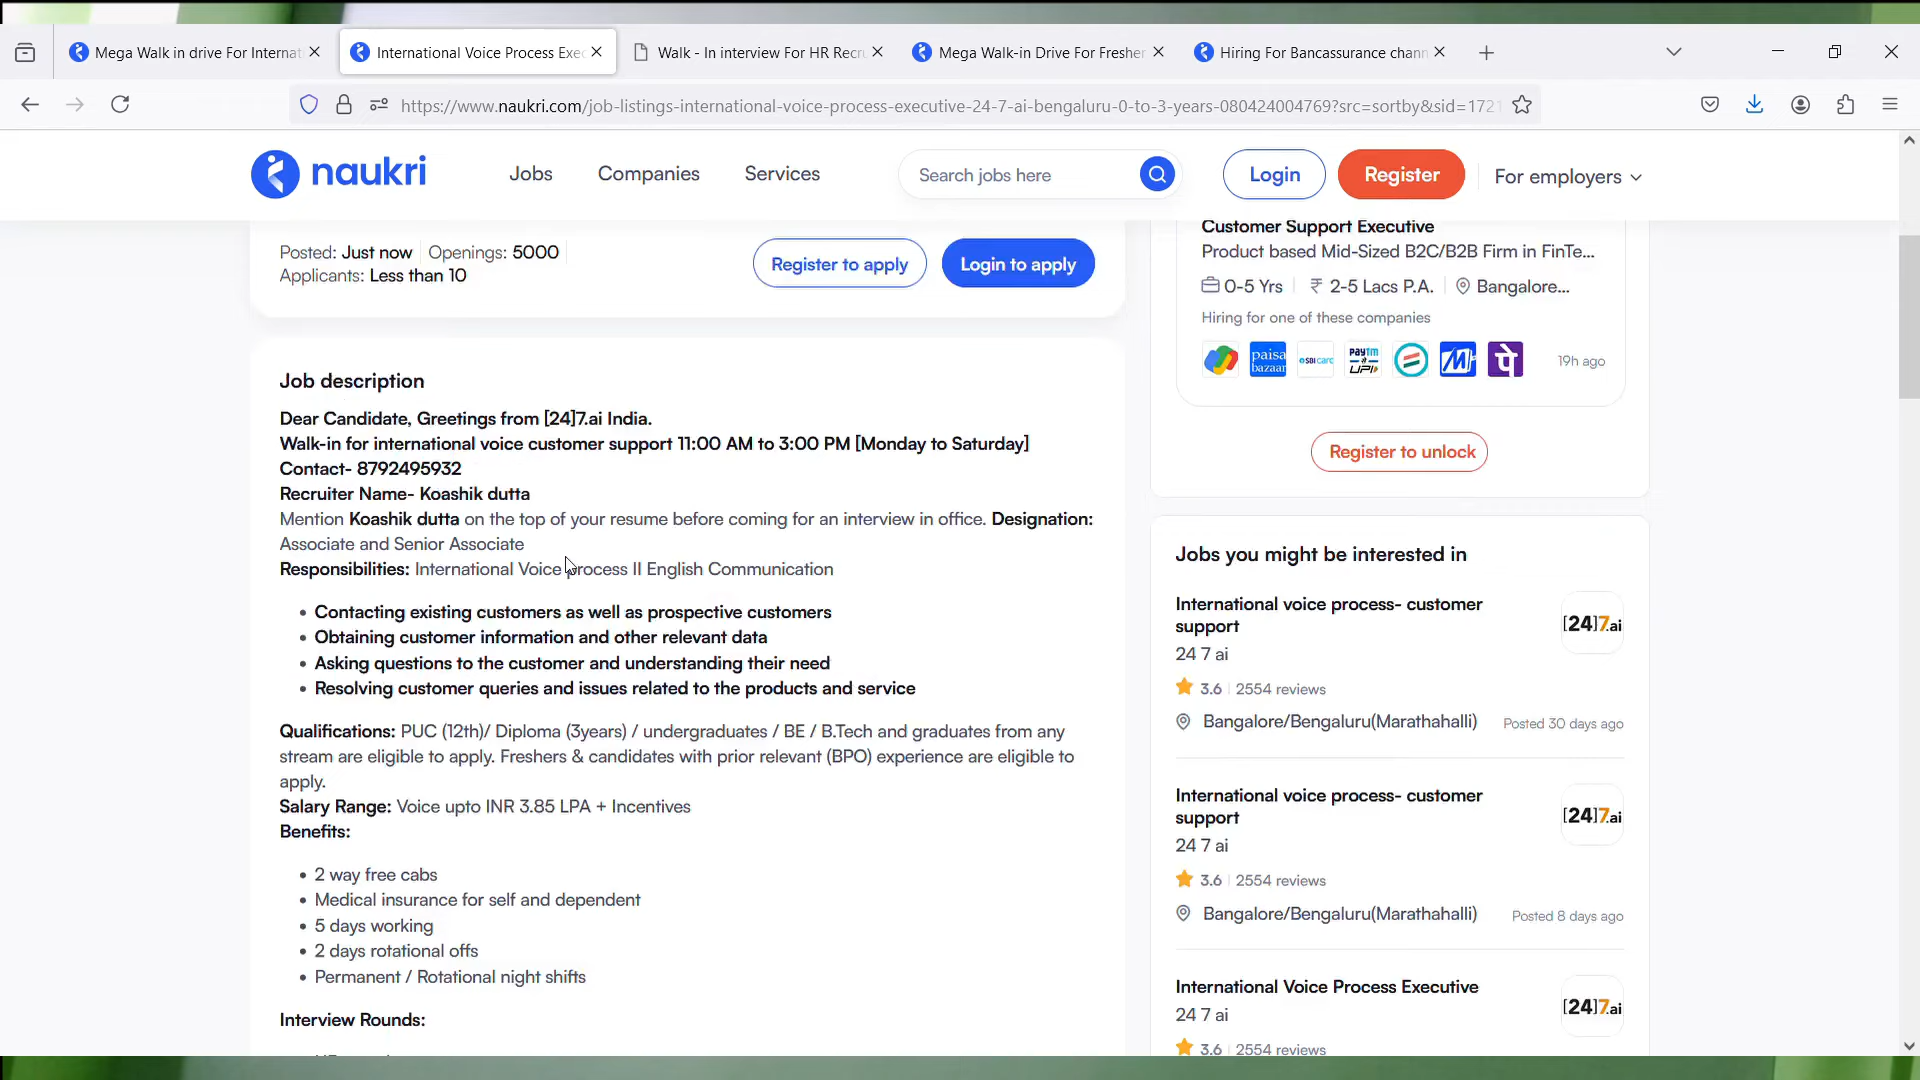 Mega Walk in drive For Internat
International Voice Process Exec
Walk - In interview For HR Recru
Mega Walk-in Drive For Fresher
Hiring For Bancassurance chann
https://www.naukri.com/job-listings-international-voice-process-executive-24-7-ai-bengaluru-0-to-3-years-080424004769?src=sortby&sid=1721
naukri
Jobs
Companies
Services
Search jobs here
Login
Register
For employers
Posted: Just now
Openings: 5000
Applicants: Less than 10
Register to apply
Login to apply
Job description
Dear Candidate, Greetings from [24]7.ai India.
Walk-in for international voice customer support 11:00 AM to 3:00 PM [Monday to Saturday]
Contact- 8792495932
Recruiter Name- Koashik dutta
Mention Koashik dutta on the top of your resume before coming for an interview in office. Designation:
Associate and Senior Associate
Responsibilities: International Voice process II English Communication
• Contacting existing customers as well as prospective customers
• Obtaining customer information and other relevant data
• Asking questions to the customer and understanding their need
• Resolving customer queries and issues related to the products and service
Qualifications: PUC (12th)/ Diploma (3years) / undergraduates / BE / B.Tech and graduates from any
stream are eligible to apply. Freshers & candidates with prior relevant (BPO) experience are eligible to
apply.
Salary Range: Voice upto INR 3.85 LPA + Incentives
Benefits:
• 2 way free cabs
• Medical insurance for self and dependent
• 5 days working
• 2 days rotational offs
• Permanent / Rotational night shifts
Interview Rounds:
Customer Support Executive
Product based Mid-Sized B2C/B2B Firm in FinTe...
0-5 Yrs
₹ 2-5 Lacs P.A.
Bangalore...
Hiring for one of these companies
paisa
bazaar
SBI card
PAYTM
UPI
19h ago
Register to unlock
Jobs you might be interested in
International voice process- customer
support
[24]7.ai
24 7 ai
3.6
2554 reviews
Bangalore/Bengaluru(Marathahalli)
Posted 30 days ago
International voice process- customer
support
[24]7.ai
24 7 ai
3.6
2554 reviews
Bangalore/Bengaluru(Marathahalli)
Posted 8 days ago
International Voice Process Executive
[24]7.ai
24 7 ai
3.6
2554 reviews